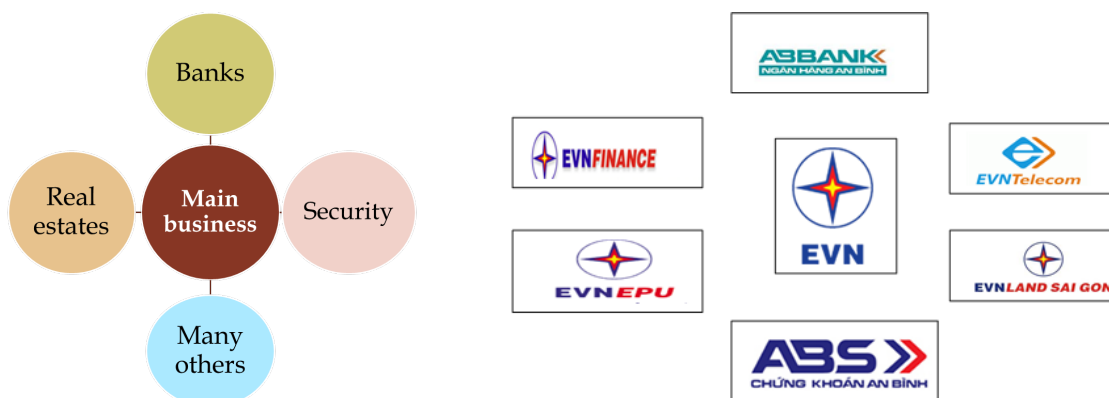 Banks
Real
estates
Main
business
Security
Many
others
ABBANK
NGÂN HÀNG AN BÌNH
EVNFINANCE
EVNTelecom
EVN
EVNEPU
EVNLAND SAI GON
ABS
CHỨNG KHOÁN AN BÌNH